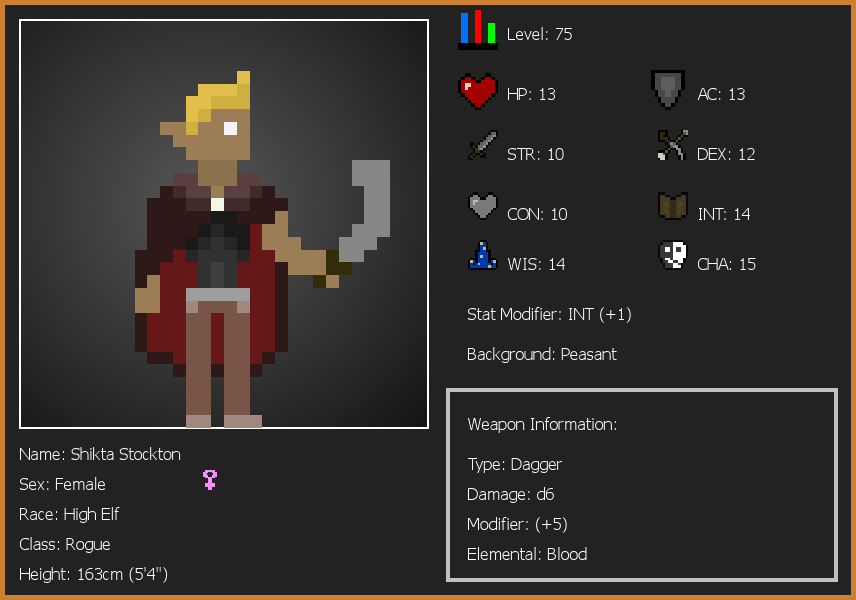 Level: 75
HP: 13
AC: 13
STR: 10
DEX: 12
CON: 10
INT: 14
WIS: 14
CHA: 15
Stat Modifier: INT (+1)
Background: Peasant
Weapon Information:
Type: Dagger
Damage: d6
Modifier: (+5)
Elemental: Blood
Name: Shikta Stockton
Sex: Female
Race: High Elf
Class: Rogue
Height: 163cm (5'4")